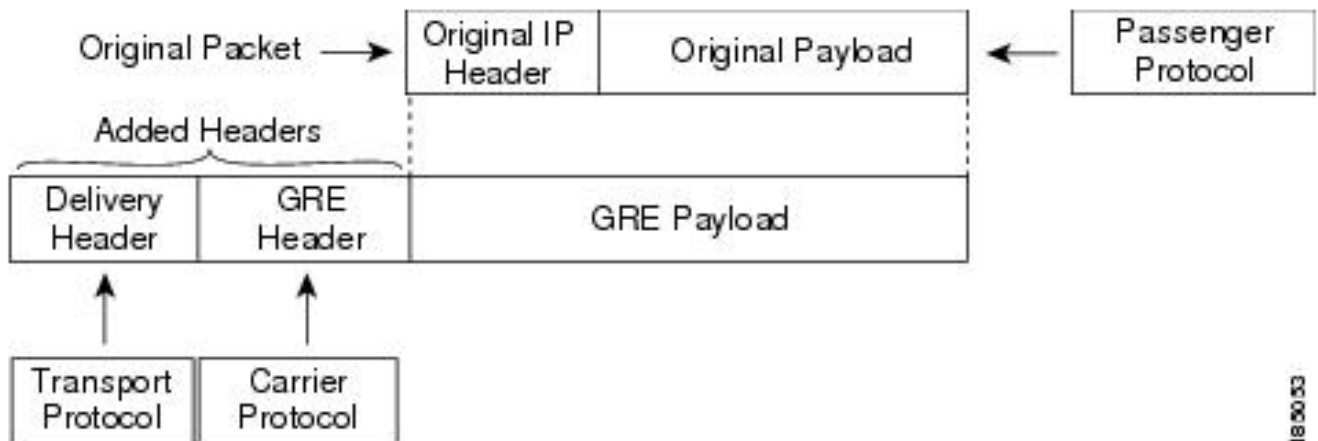 Original Packet
Original IP
Header
Original Payload
Passenger
Protocol
Added Headers
Delivery
Header
GRE
Header
GRE Payload
Transport
Protocol
Carrier
Protocol
185053